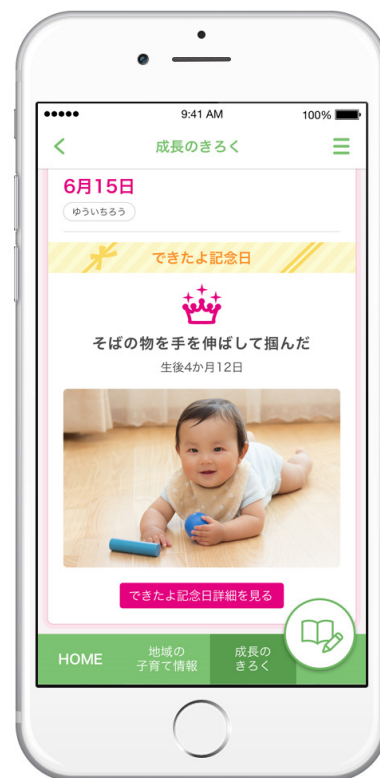 9:41 AM
100%
成長のきろく
6月15日
ゆういちろう
できたよ記念日
そばの物を手を伸ばして掴んだ
生後4か月12日
できたよ記念日詳細を見る
HOME
地域の
子育て情報
成長の
きろく